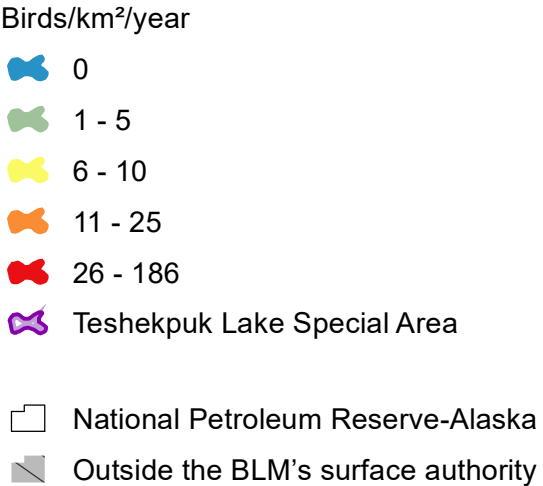 Birds/km²/year
0
1 - 5
6 - 10
11 - 25
26 - 186
Teshekpuk Lake Special Area
National Petroleum Reserve-Alaska
Outside the BLM's surface authority